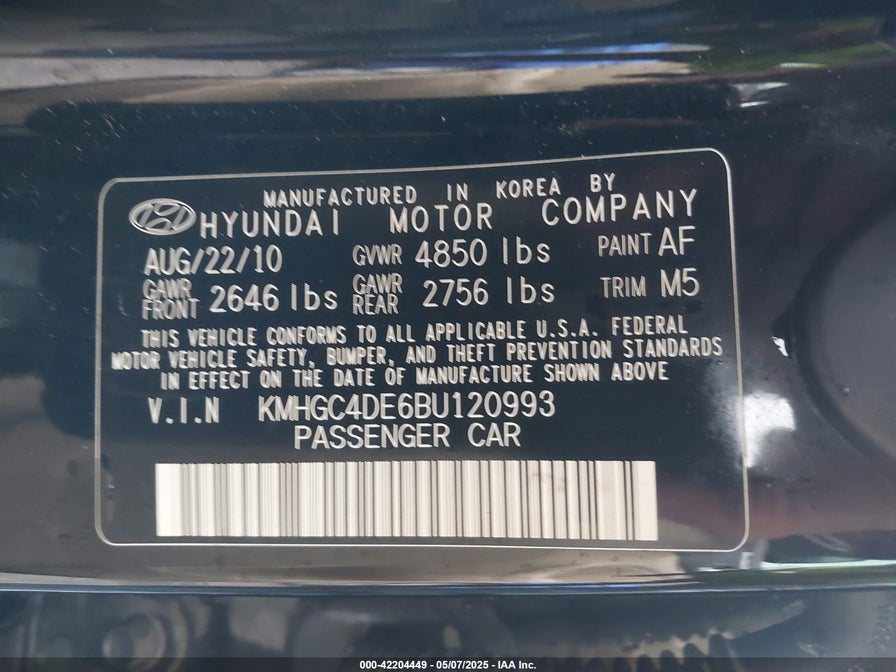 MANUFACTURED IN KOREA BY
HYUNDAI MOTOR COMPANY
AUG/22/10 GVWR 4850 lbs PAINT AF
GAWR FRONT 2646 lbs GAWR REAR 2756 lbs TRIM M5
THIS VEHICLE CONFORMS TO ALL APPLICABLE U.S.A. FEDERAL
MOTOR VEHICLE SAFETY, BUMPER, AND THEFT PREVENTION STANDARDS
IN EFFECT ON THE DATE OF MANUFACTURE SHOWN ABOVE
V.I.N KMHGC4DE6BU120993
PASSENGER CAR
000-42204449 05/07/2025 - IAA Inc.